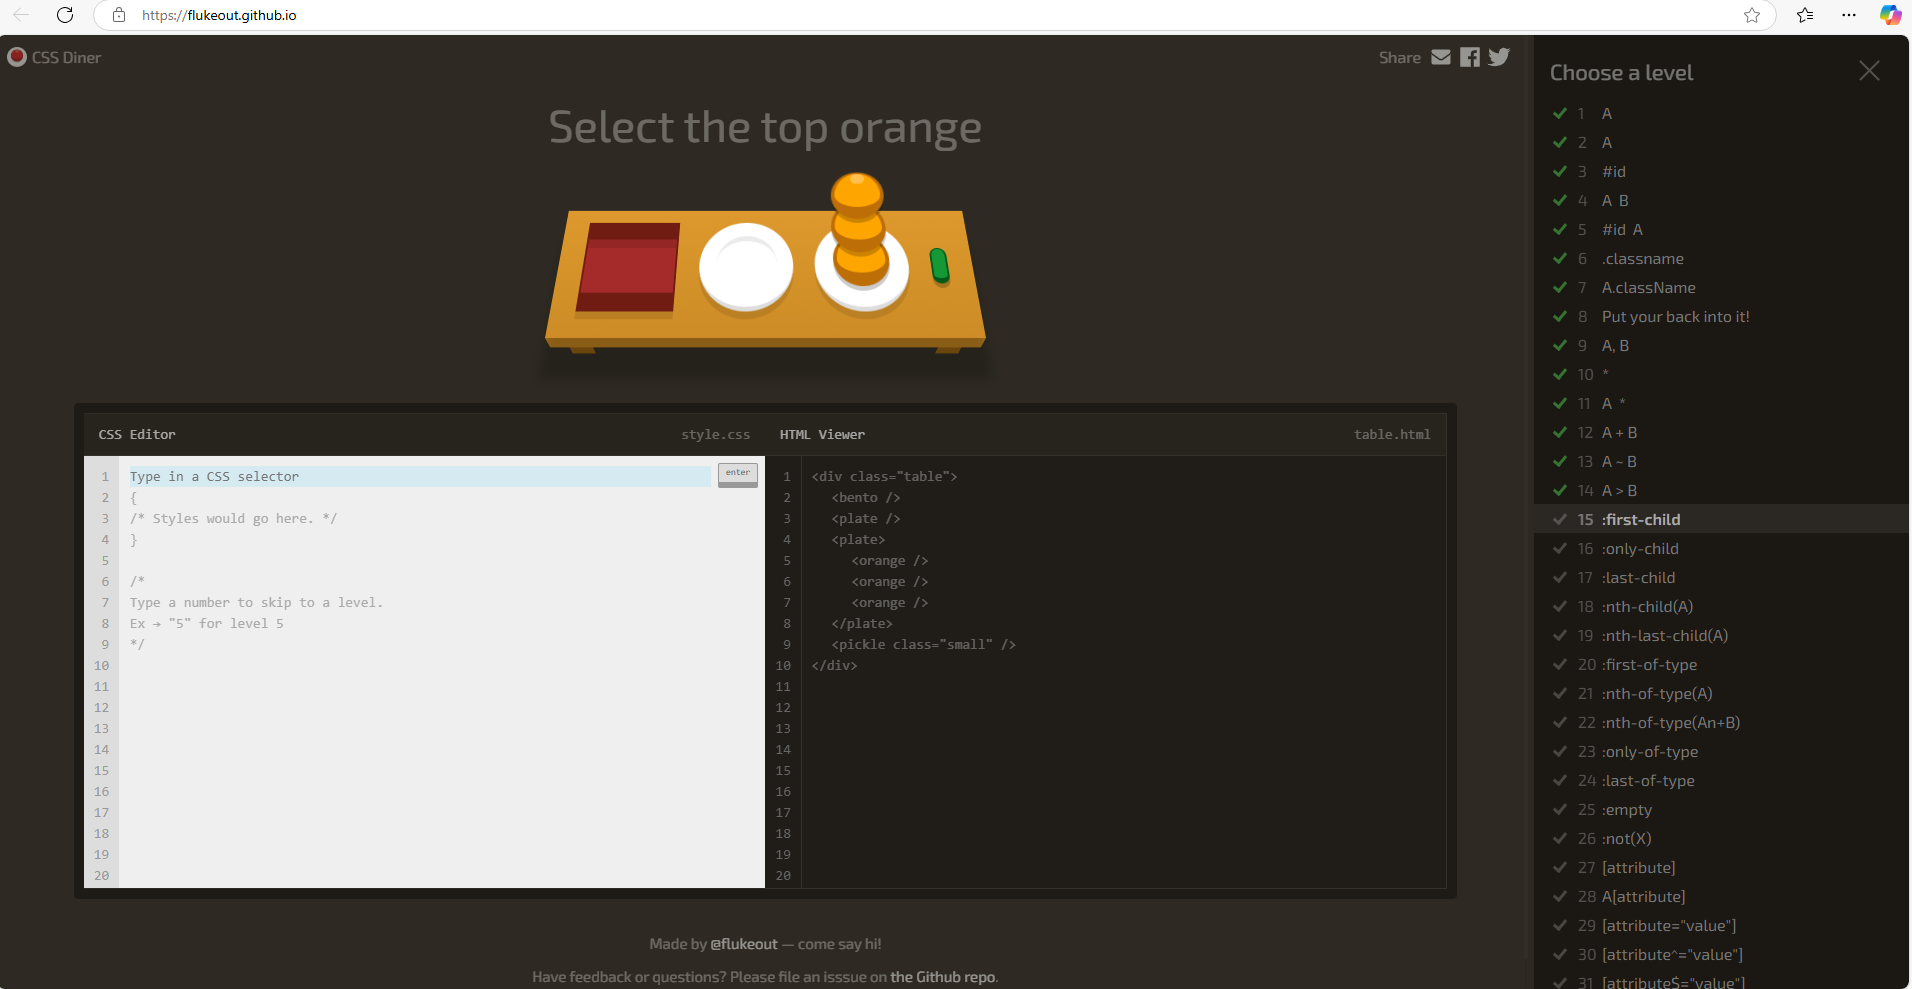 https://flukeout.github.io
CSS Diner
Share
Select the top orange
CSS Editor
style.css
enter
1 Type in a CSS selector
2 {
3 /* Styles would go here. */
4 }
5
6 /*
7 Type a number to skip to a level.
8 Ex → "5" for level 5
9 */
10
11
12
13
14
15
16
17
18
19
20
HTML Viewer
table.html
1 <div class="table">
2 <bento />
3 <plate />
4 <plate>
5 <orange />
6 <orange />
7 <orange />
8 </plate>
9 <pickle class="small" />
10 </div>
11
12
13
14
15
16
17
18
19
20
Made by @flukeout — come say hi!
Have feedback or questions? Please file an isssue on the Github repo.
Choose a level
1 A
2 A
3 #id
4 A B
5 #id A
6 .classname
7 A.className
8 Put your back into it!
9 A, B
10 *
11 A *
12 A + B
13 A ~ B
14 A > B
15 :first-child
16 :only-child
17 :last-child
18 :nth-child(A)
19 :nth-last-child(A)
20 :first-of-type
21 :nth-of-type(A)
22 :nth-of-type(An+B)
23 :only-of-type
24 :last-of-type
25 :empty
26 :not(X)
27 [attribute]
28 A[attribute]
29 [attribute="value"]
30 [attribute^="value"]
31 [attribute$="value"]